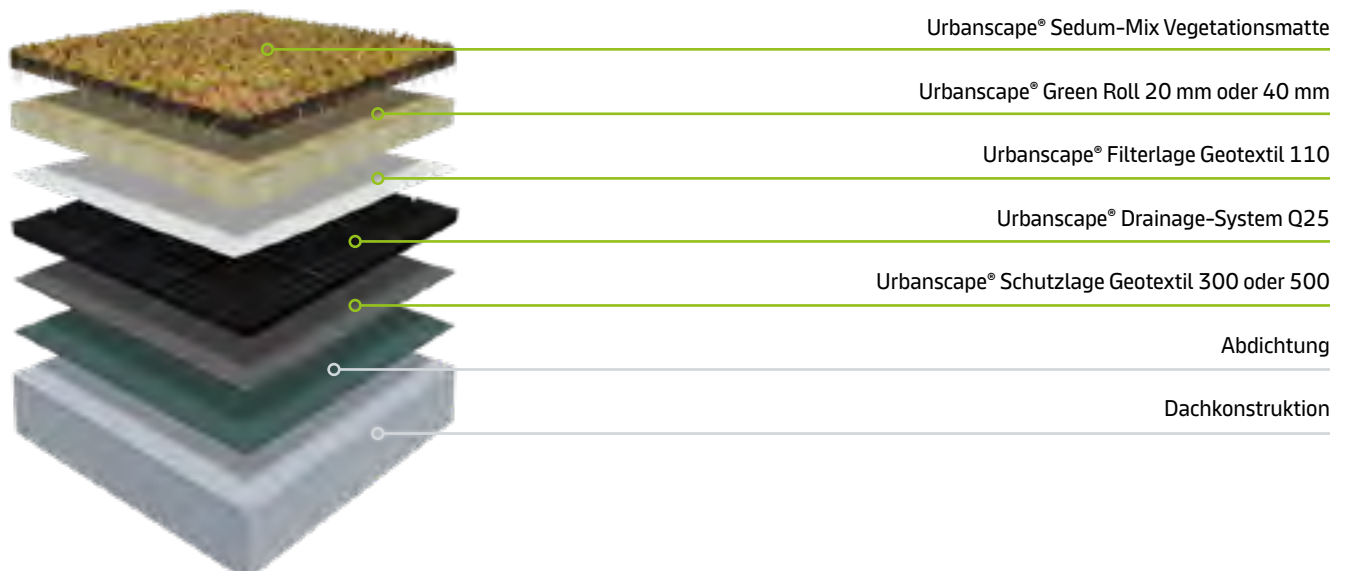 Urbanscape® Sedum-Mix Vegetationsmatte
Urbanscape® Green Roll 20 mm oder 40 mm
Urbanscape® Filterlage Geotextil 110
Urbanscape® Drainage-System Q25
Urbanscape® Schutzlage Geotextil 300 oder 500
Abdichtung
Dachkonstruktion